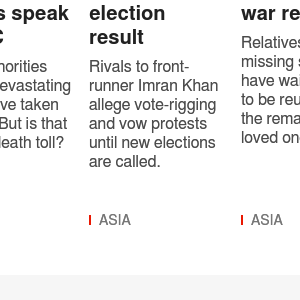 s speak
election
result
Rivals to front-
runner Imran Khan
allege vote-rigging
and vow protests
until new elections
are called.
ASIA
norities
evastating
ve taken
But is that
death toll?
war re
Relatives
missing
have wai
to be reu
the rema
loved on
ASIA